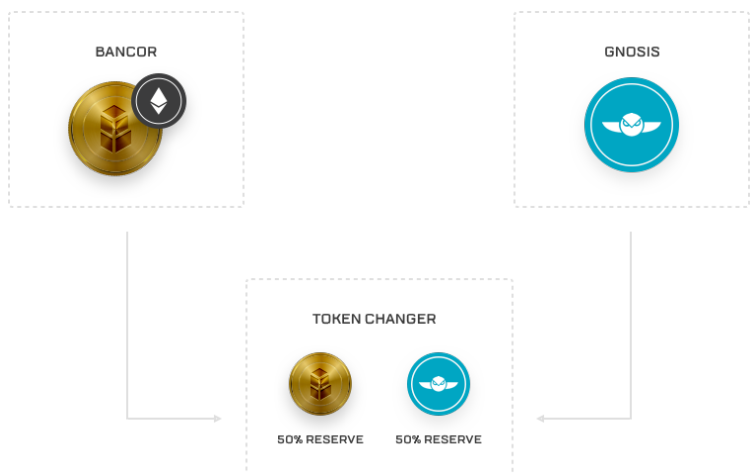 BANCOR
GNOSIS
TOKEN CHANGER
50% RESERVE
50% RESERVE